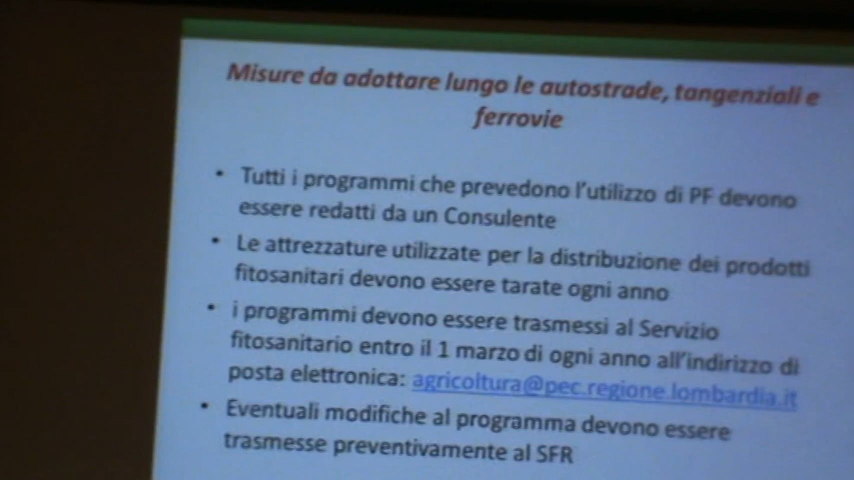 Misure da adottare lungo le autostrade, tangenziali e
ferrovie
• Tutti i programmi che prevedono l'utilizzo di PF devono
essere redatti da un Consulente
• Le attrezzature utilizzate per la distribuzione dei prodotti
fitosanitari devono essere tarate ogni anno
• i programmi devono essere trasmessi al Servizio
fitosanitario entro il 1 marzo di ogni anno all'indirizzo di
posta elettronica: agricoltura@pec.regione.lombardia.it
• Eventuali modifiche al programma devono essere
trasmesse preventivamente al SFR